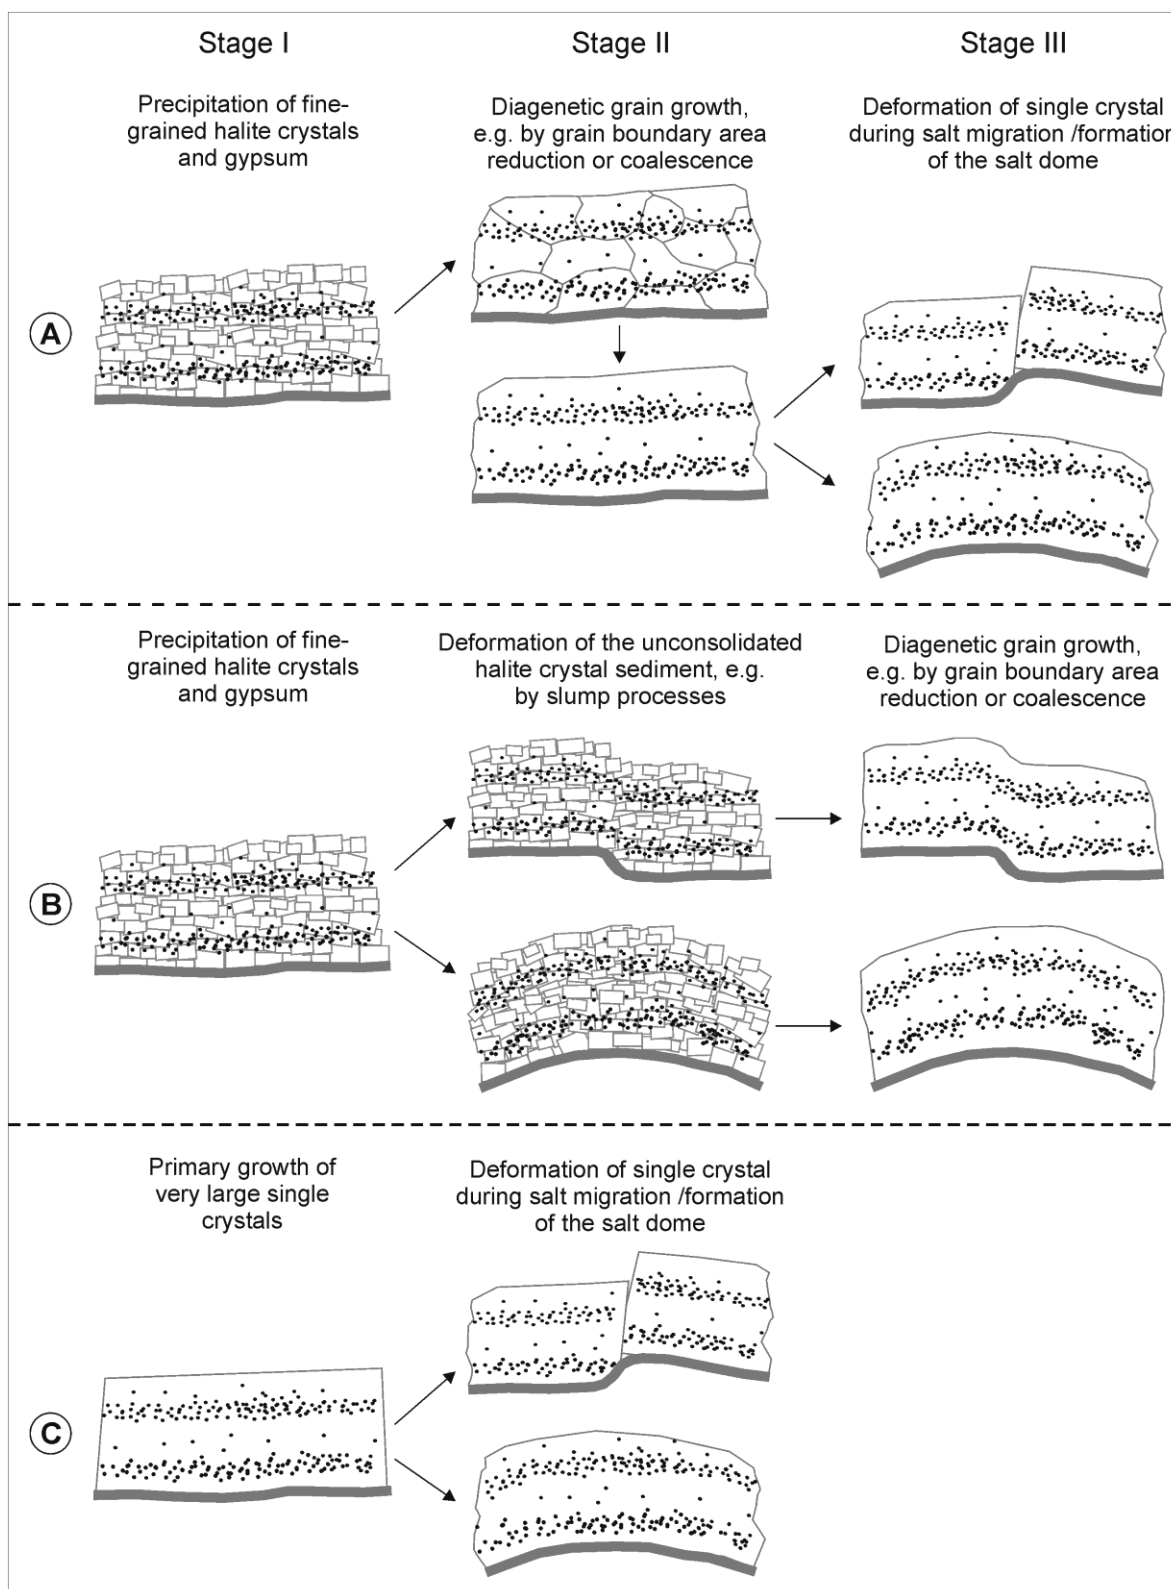 Stage I
Stage II
Stage III
Precipitation of fine-
grained halite crystals
and gypsum
Diagenetic grain growth,
e.g. by grain boundary area
reduction or coalescence
Deformation of single crystal
during salt migration /formation
of the salt dome
A
Precipitation of fine-
grained halite crystals
and gypsum
Deformation of the unconsolidated
halite crystal sediment, e.g.
by slump processes
Diagenetic grain growth,
e.g. by grain boundary area
reduction or coalescence
B
Primary growth of
very large single
crystals
Deformation of single crystal
during salt migration /formation
of the salt dome
C